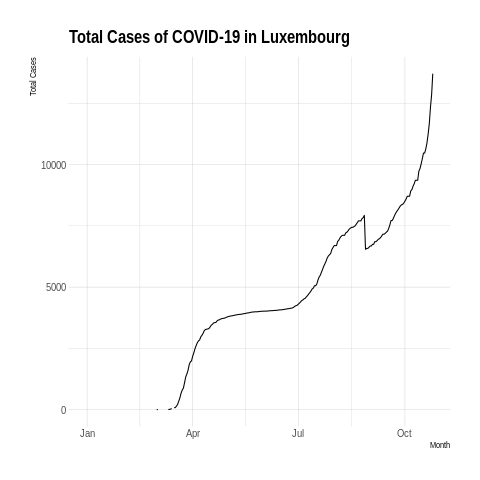 Total Cases of COVID-19 in Luxembourg
Total Cases
10000
5000
0
Jan Apr Jul Oct
Month